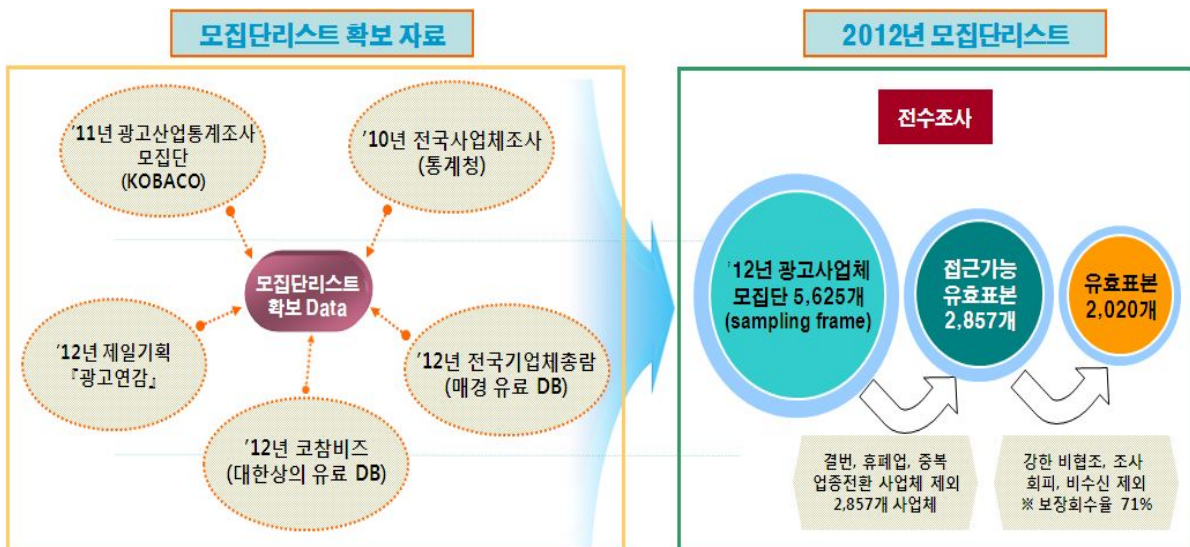 모집단리스트 확보 자료
'11년 광고산업통계조사
모집단
(KOBACO)
'10년 전국사업체조사
(통계청)
모집단리스트
확보 Data
'12년 제일기획
『광고연감』
'12년 전국기업체총람
(매경 유료 DB)
'12년 코참비즈
(대한상의 유료 DB)
2012년 모집단리스트
전수조사
'12년 광고사업체
모집단 5,625개
(sampling frame)
접근가능
유효표본
2,857개
유효표본
2,020개
결번, 휴폐업, 중복
업종전환 사업체 제외
2,857개 사업체
강한 비협조, 조사
회피, 비수신 제외
※ 보장회수율 71%